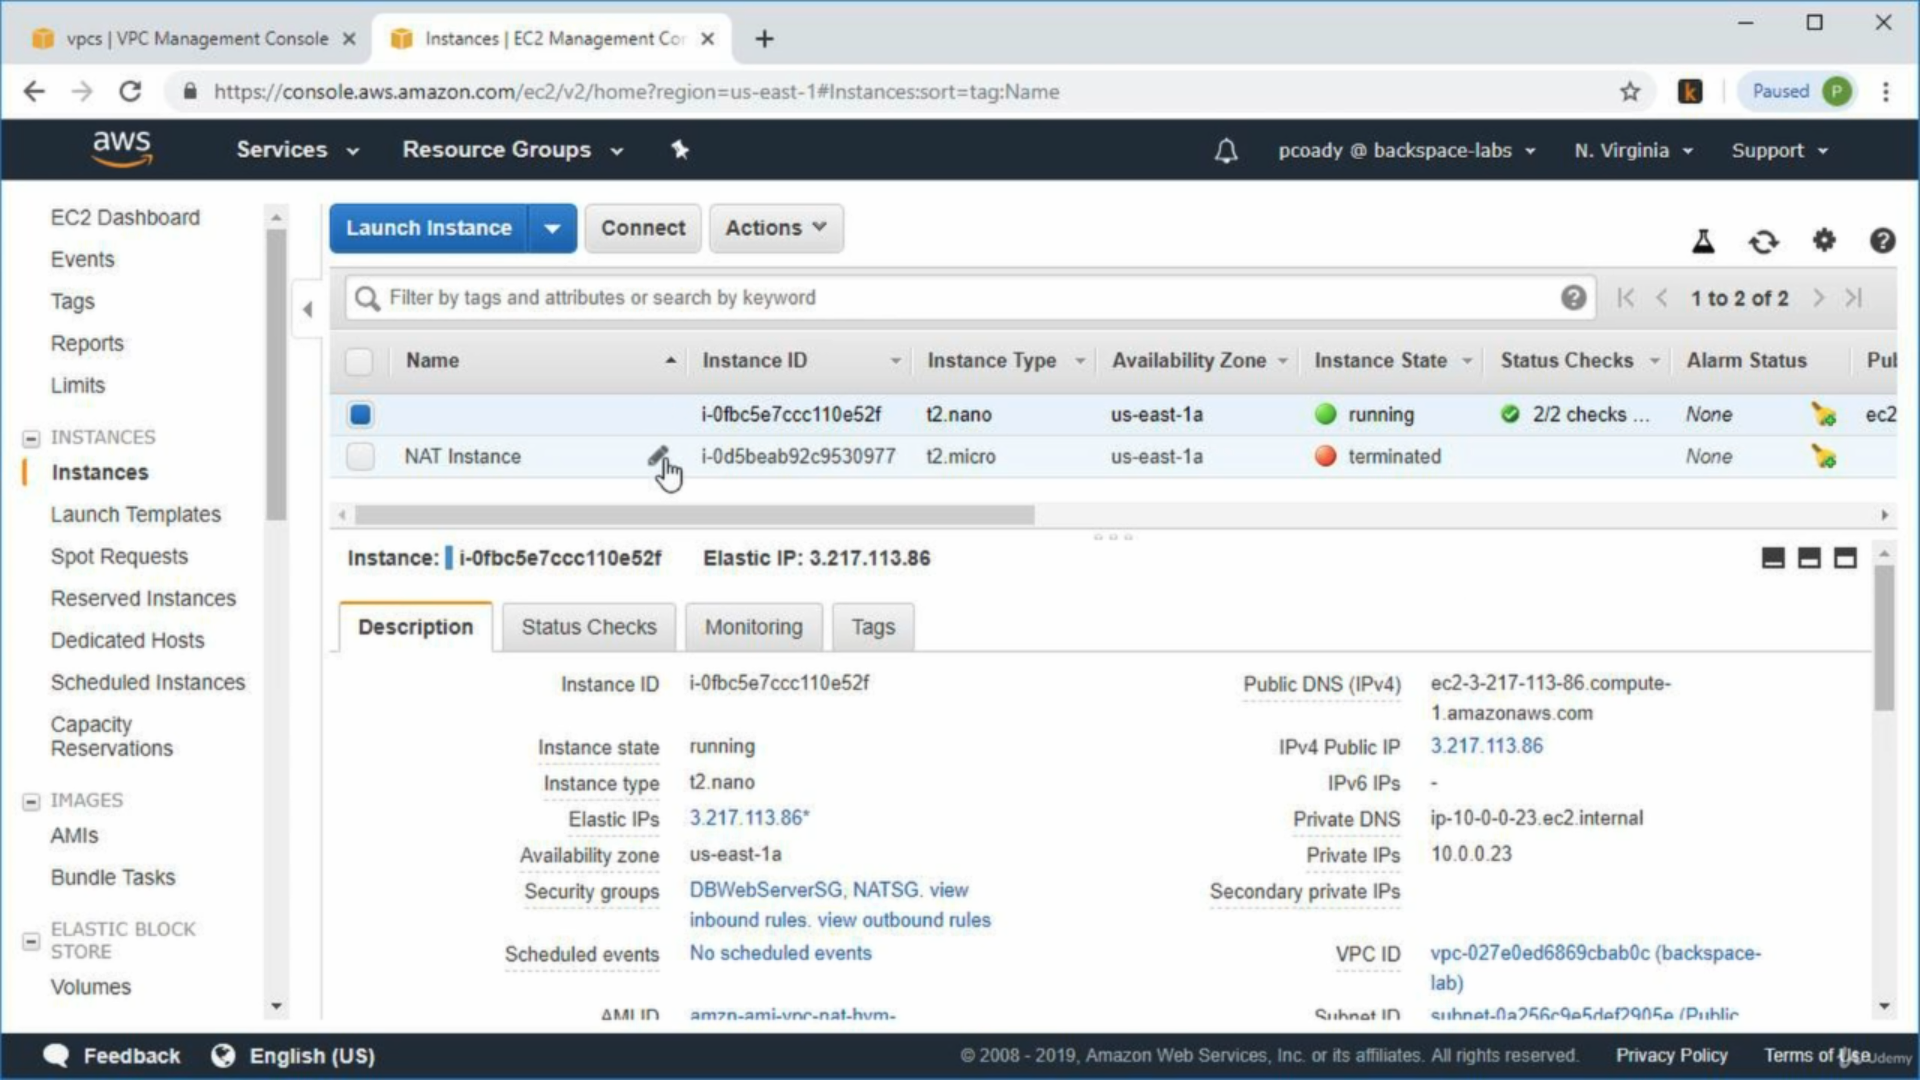 vpcs | VPC Management Console
Instances | EC2 Management Cor
https://console.aws.amazon.com/ec2/v2/home?region=us-east-1#Instances:sort=tag:Name
k
Paused P
aws Services Resource Groups pcoady @ backspace-labs N. Virginia Support
EC2 Dashboard
Events
Tags
Reports
Limits
INSTANCES
Instances
Launch Templates
Spot Requests
Reserved Instances
Dedicated Hosts
Scheduled Instances
Capacity
Reservations
IMAGES
AMIs
Bundle Tasks
ELASTIC BLOCK
STORE
Volumes
Launch Instance Connect Actions
Filter by tags and attributes or search by keyword 1 to 2 of 2
Name Instance ID Instance Type Availability Zone Instance State Status Checks Alarm Status Pul
i-0fbc5e7ccc110e52f t2.nano us-east-1a running 2/2 checks ... None ec2
NAT Instance i-0d5beab92c9530977 t2.micro us-east-1a terminated None
Instance: i-0fbc5e7ccc110e52f Elastic IP: 3.217.113.86
Description Status Checks Monitoring Tags
Instance ID i-0fbc5e7ccc110e52f
Instance state running
Instance type t2.nano
Elastic IPs 3.217.113.86*
Availability zone us-east-1a
Security groups DBWebServerSG, NATSG. view
inbound rules. view outbound rules
Scheduled events No scheduled events
AMI ID amzn-ami-vpc-nat-hvm-
Public DNS (IPv4) ec2-3-217-113-86.compute-
1.amazonaws.com
IPv4 Public IP 3.217.113.86
IPv6 IPs -
Private DNS ip-10-0-0-23.ec2.internal
Private IPs 10.0.0.23
Secondary private IPs
VPC ID vpc-027e0ed6869cbab0c (backspace-
lab)
Subnet ID subnet-0a256c9e5def2905e (Public
Feedback English (US) © 2008 - 2019, Amazon Web Services, Inc. or its affiliates. All rights reserved. Privacy Policy Terms of Use
Udemy